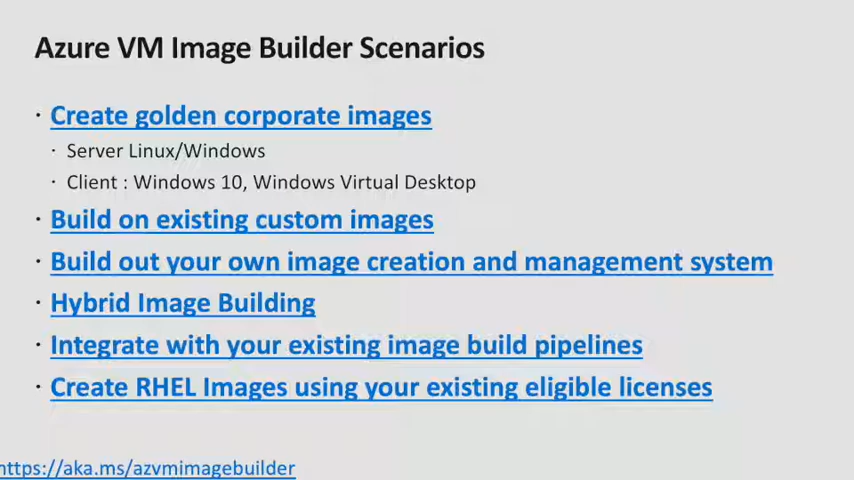 Azure VM Image Builder Scenarios
· Create golden corporate images
· Server Linux/Windows
· Client : Windows 10, Windows Virtual Desktop
· Build on existing custom images
· Build out your own image creation and management system
· Hybrid Image Building
· Integrate with your existing image build pipelines
· Create RHEL Images using your existing eligible licenses
https://aka.ms/azvmimagebuilder